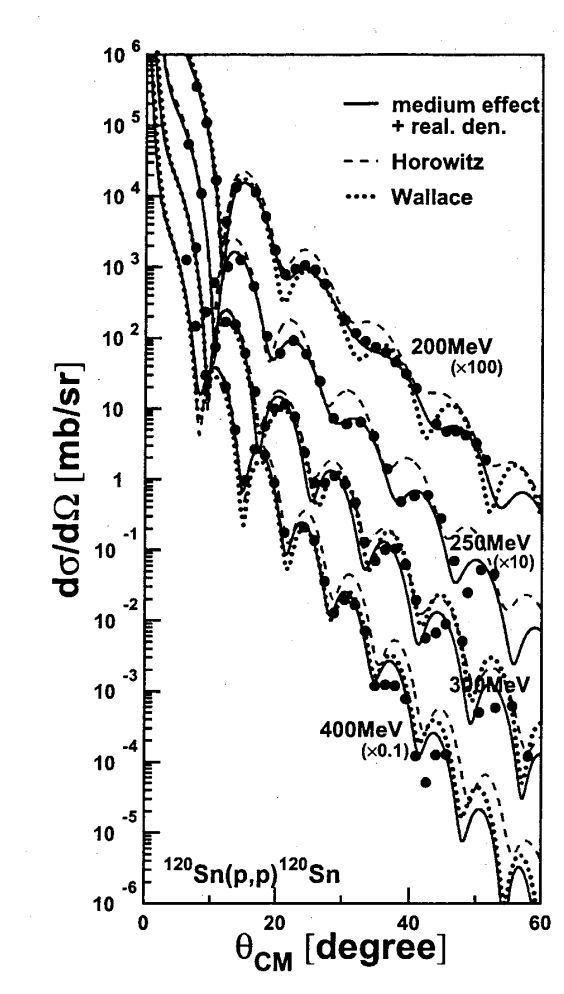 10 6
10 5
10 4
10 3
10 2
10
1
10 -1
10 -2
10 -3
10 -4
10 -5
10 -6
dσ/dΩ [mb/sr]
medium effect
+ real. den.
Horowitz
Wallace
200MeV
(×100)
250MeV
(×10)
300MeV
400MeV
(×0.1)
120Sn(p,p)120Sn
0 20 40 60
θCM [degree]